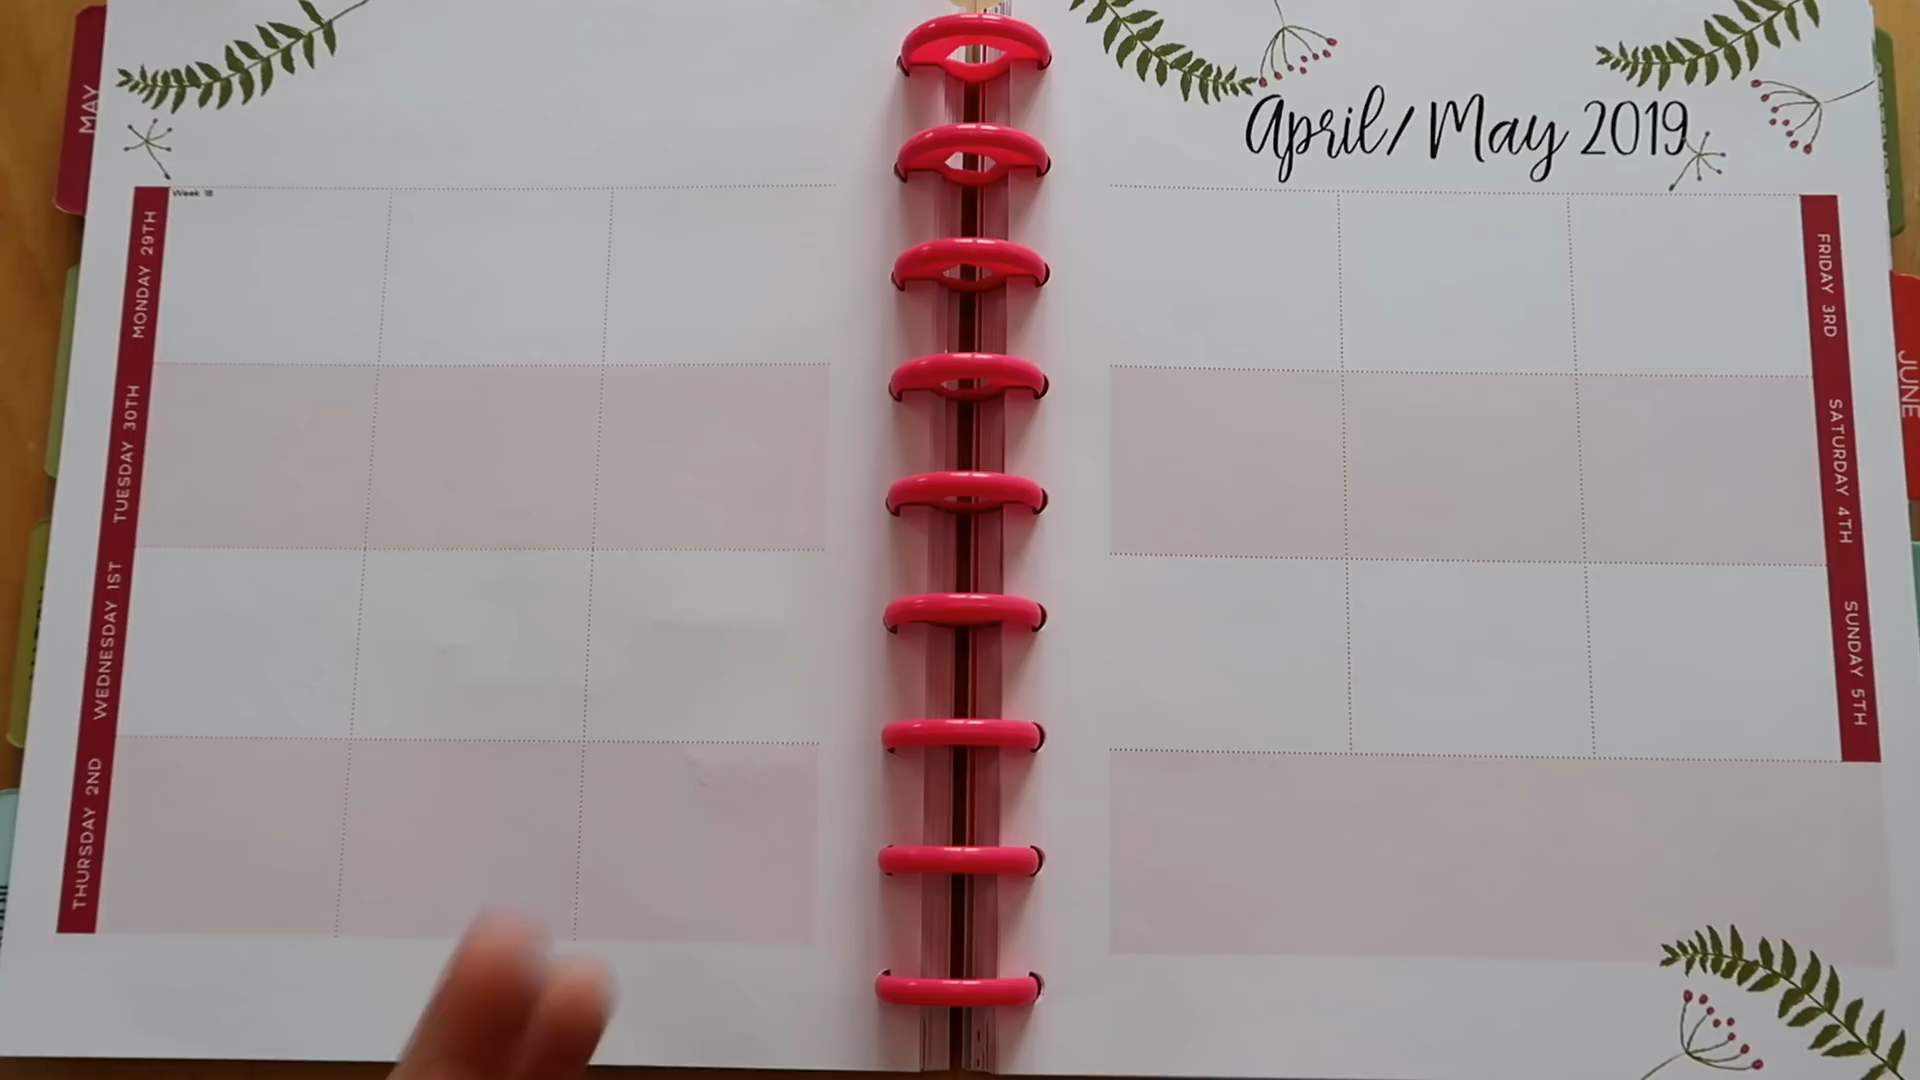 MAY
April/May 2019
Week 18
MONDAY 29TH
TUESDAY 30TH
WEDNESDAY 1ST
THURSDAY 2ND
FRIDAY 3RD
SATURDAY 4TH
SUNDAY 5TH
JUNE